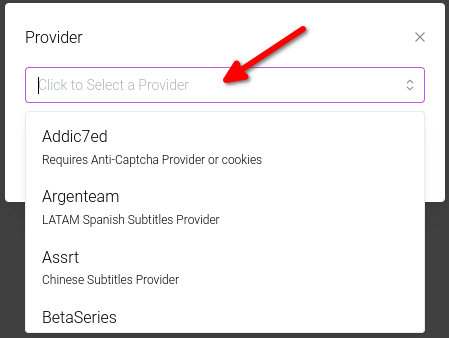 Provider
Click to Select a Provider
Addic7ed
Requires Anti-Captcha Provider or cookies
Argenteam
LATAM Spanish Subtitles Provider
Assrt
Chinese Subtitles Provider
BetaSeries